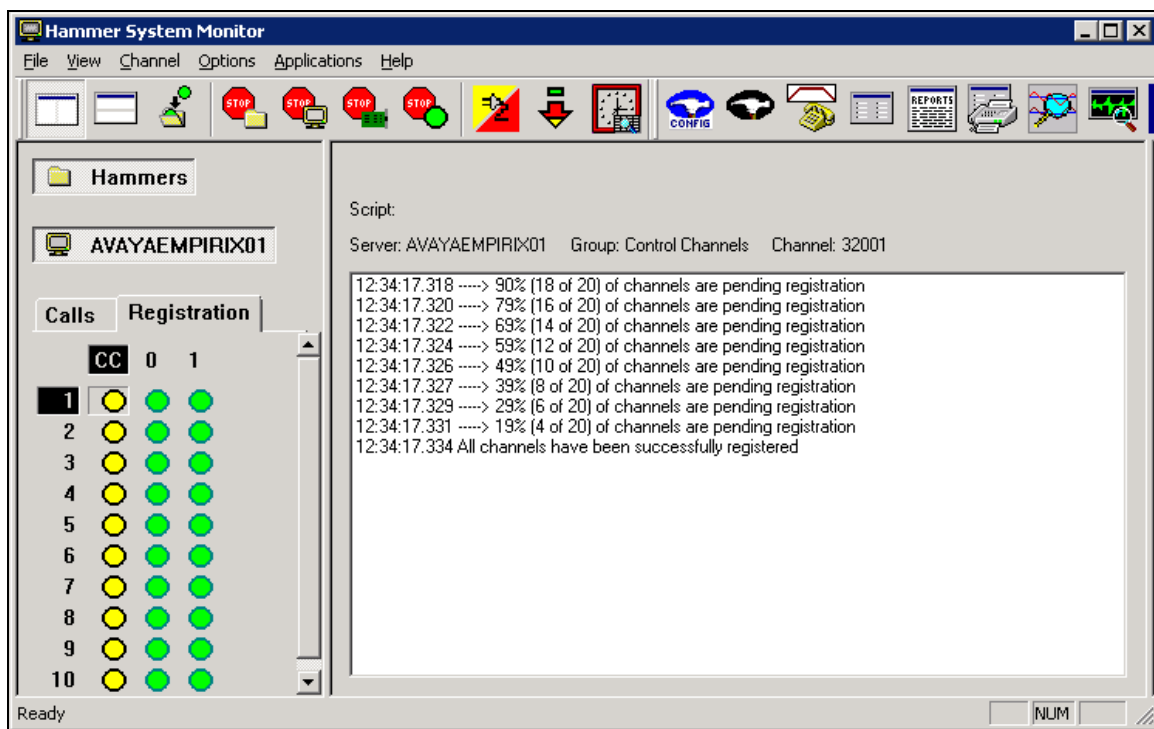 Hammer System Monitor
File View Channel Options Applications Help
STOP STOP STOP STOP CONFIG REPORTS
Hammers
AVAYAEMPIRIX01
Calls Registration
CC 0 1
1
2
3
4
5
6
7
8
9
10
Script:
Server: AVAYAEMPIRIX01 Group: Control Channels Channel: 32001
12:34:17.318 -----> 90% (18 of 20) of channels are pending registration
12:34:17.320 -----> 79% (16 of 20) of channels are pending registration
12:34:17.322 -----> 69% (14 of 20) of channels are pending registration
12:34:17.324 -----> 59% (12 of 20) of channels are pending registration
12:34:17.326 -----> 49% (10 of 20) of channels are pending registration
12:34:17.327 -----> 39% (8 of 20) of channels are pending registration
12:34:17.329 -----> 29% (6 of 20) of channels are pending registration
12:34:17.331 -----> 19% (4 of 20) of channels are pending registration
12:34:17.334 All channels have been successfully registered
Ready NUM